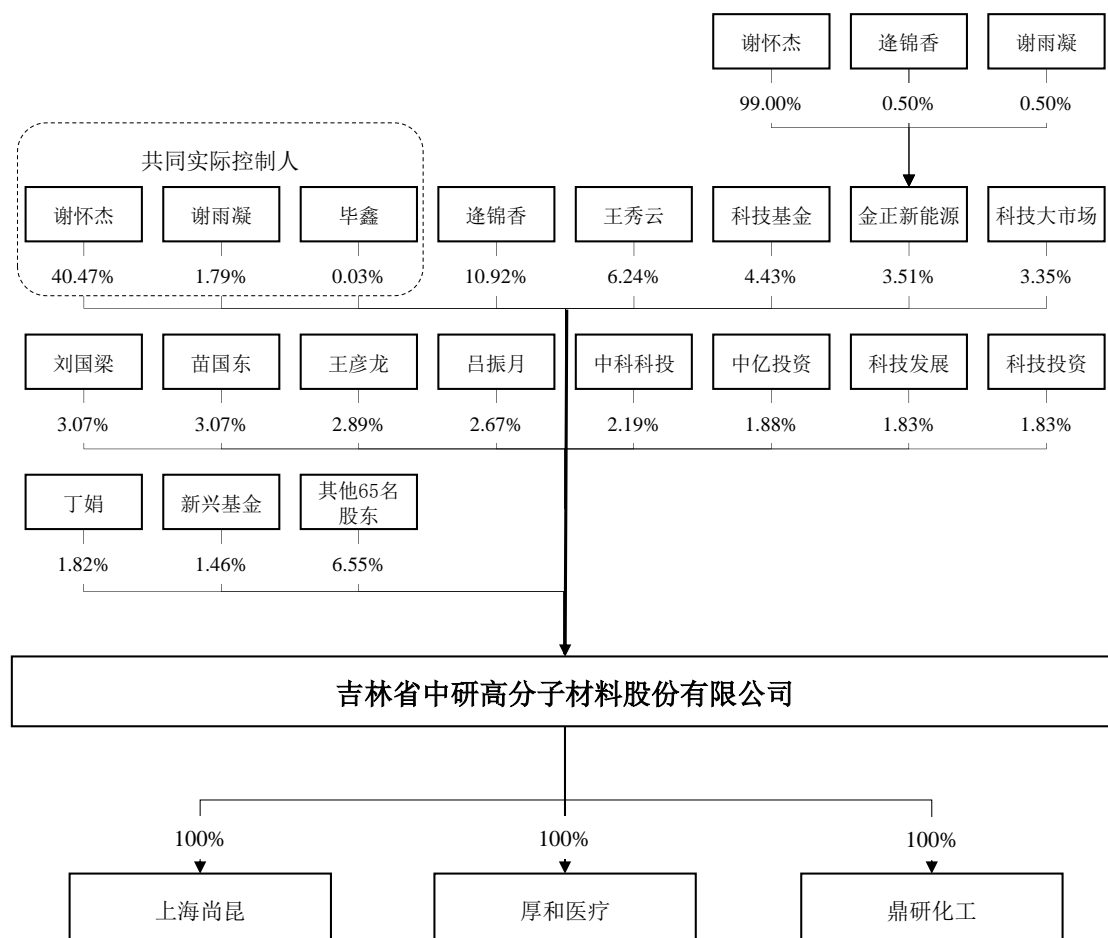 谢怀杰 逄锦香 谢雨凝
99.00% 0.50% 0.50%
共同实际控制人
谢怀杰 谢雨凝 毕鑫 逄锦香 王秀云 科技基金 金正新能源 科技大市场
40.47% 1.79% 0.03% 10.92% 6.24% 4.43% 3.51% 3.35%
刘国梁 苗国东 王彦龙 吕振月 中科科投 中亿投资 科技发展 科技投资
3.07% 3.07% 2.89% 2.67% 2.19% 1.88% 1.83% 1.83%
丁娟 新兴基金 其他65名
股东
1.82% 1.46% 6.55%
吉林省中研高分子材料股份有限公司
100% 100% 100%
上海尚昆 厚和医疗 鼎研化工